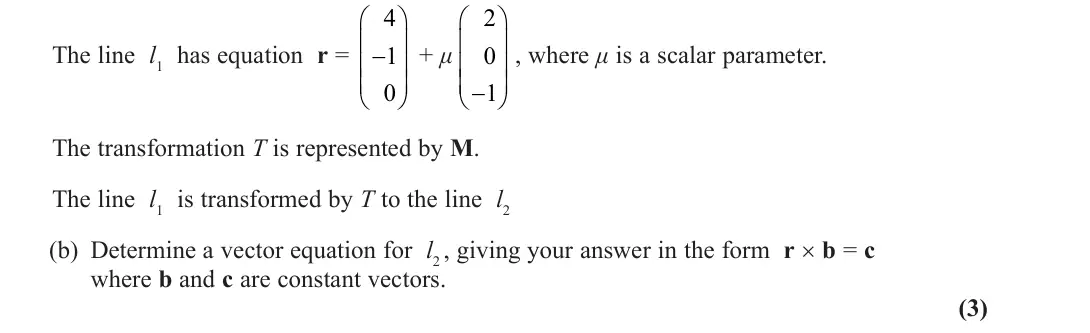 The line l₁ has equation r = ( 4 −1 0 ) + μ ( 2 0 −1 ), where μ is a scalar parameter.
The transformation T is represented by M.
The line l₁ is transformed by T to the line l₂
(b) Determine a vector equation for l₂, giving your answer in the form r × b = c
where b and c are constant vectors.
(3)